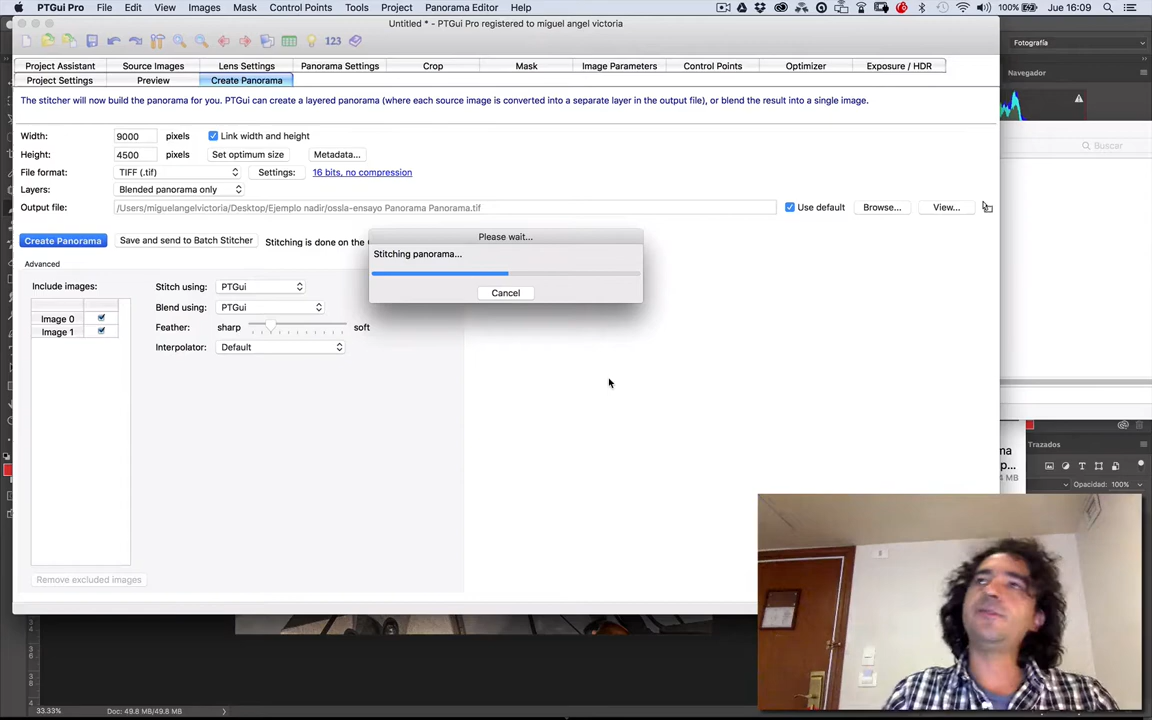 PTGui Pro File Edit View Images Mask Control Points Tools Project Panorama Editor Help 100% Jue 16:09
Untitled * - PTGui Pro registered to miguel angel victoria
Fotografía
123
Navegador
Project Assistant Source Images Lens Settings Panorama Settings Crop Mask Image Parameters Control Points Optimizer Exposure / HDR
Project Settings Preview Create Panorama
The stitcher will now build the panorama for you. PTGui can create a layered panorama (where each source image is converted into a separate layer in the output file), or blend the result into a single image.
Width: 9000 pixels Link width and height
Buscar
Height: 4500 pixels Set optimum size Metadata...
File format: TIFF (.tif) Settings: 16 bits, no compression
Layers: Blended panorama only
Output file: /Users/miguelangelvictoria/Desktop/Ejemplo nadir/ossla-ensayo Panorama Panorama.tif Use default Browse... View...
Please wait...
Create Panorama Save and send to Batch Stitcher Stitching is done on the
Stitching panorama...
Advanced
Include images: Stitch using: PTGui
Cancel
Blend using: PTGui
Image 0
Image 1
Feather: sharp soft
Interpolator: Default
Trazados
ma
p...
4 MB
Opacidad: 100%
Remove excluded images
33.33% Doc: 49.8 MB/49.8 MB